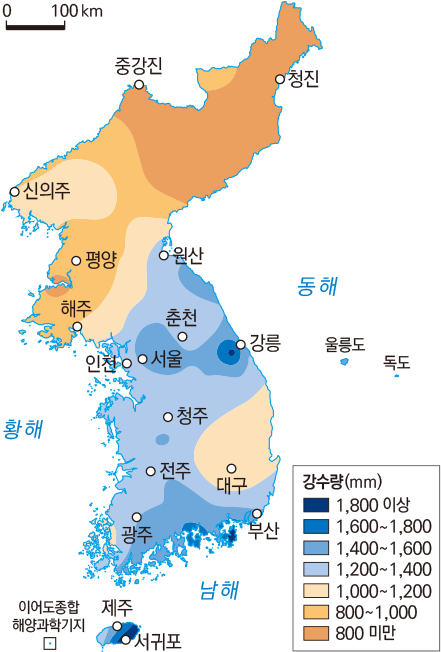 0 100 km
중강진
청진
신의주
평양
원산
동해
해주
춘천
강릉
울릉도
인천
서울
독도
황해
청주
전주
대구
광주
부산
남해
이어도종합
해양과학기지
제주
서귀포
강수량(mm)
1,800 이상
1,600~1,800
1,400~1,600
1,200~1,400
1,000~1,200
800~1,000
800 미만